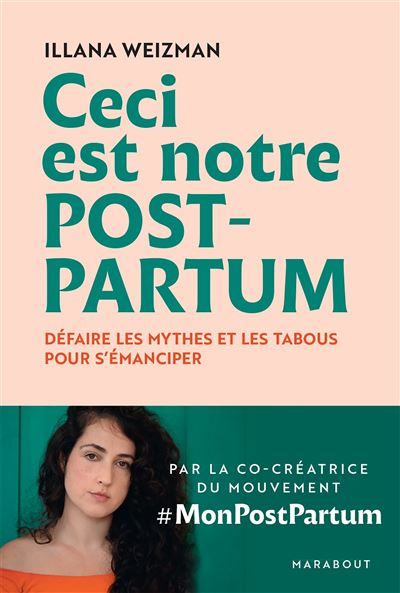 ILLANA WEIZMAN
Ceci
est notre
POST-
PARTUM
DÉFAIRE LES MYTHES ET LES TABOUS
POUR S'ÉMANCIPER
PAR LA CO-CRÉATRICE
DU MOUVEMENT
#MonPostPartum
MARABOUT